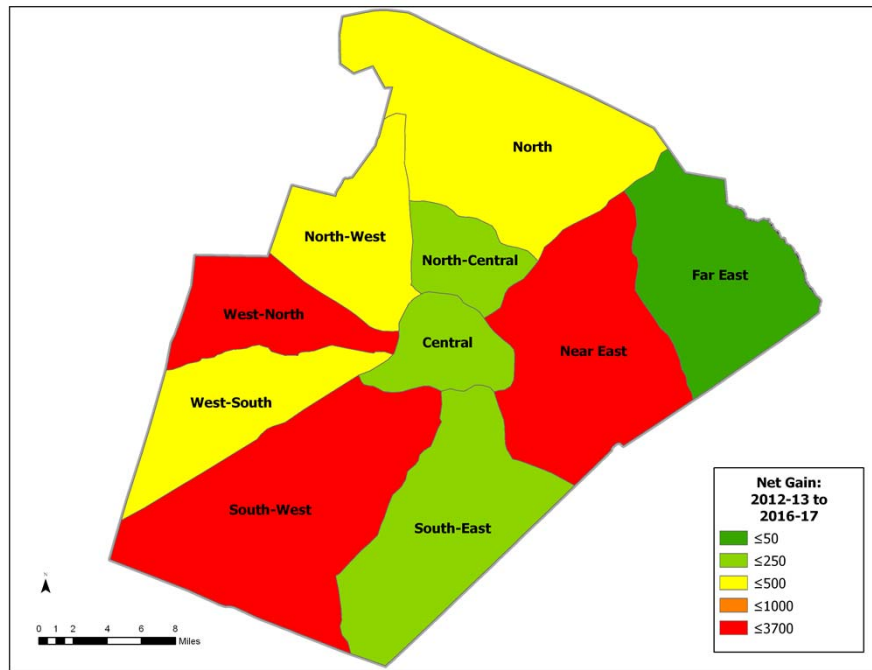 North
North-West
North-Central
Far East
West-North
Central
Near East
West-South
South-West
South-East
Net Gain:
2012-13 to
2016-17
≤50
≤250
≤500
≤1000
≤3700
N
0 1 2 4 6 8
Miles